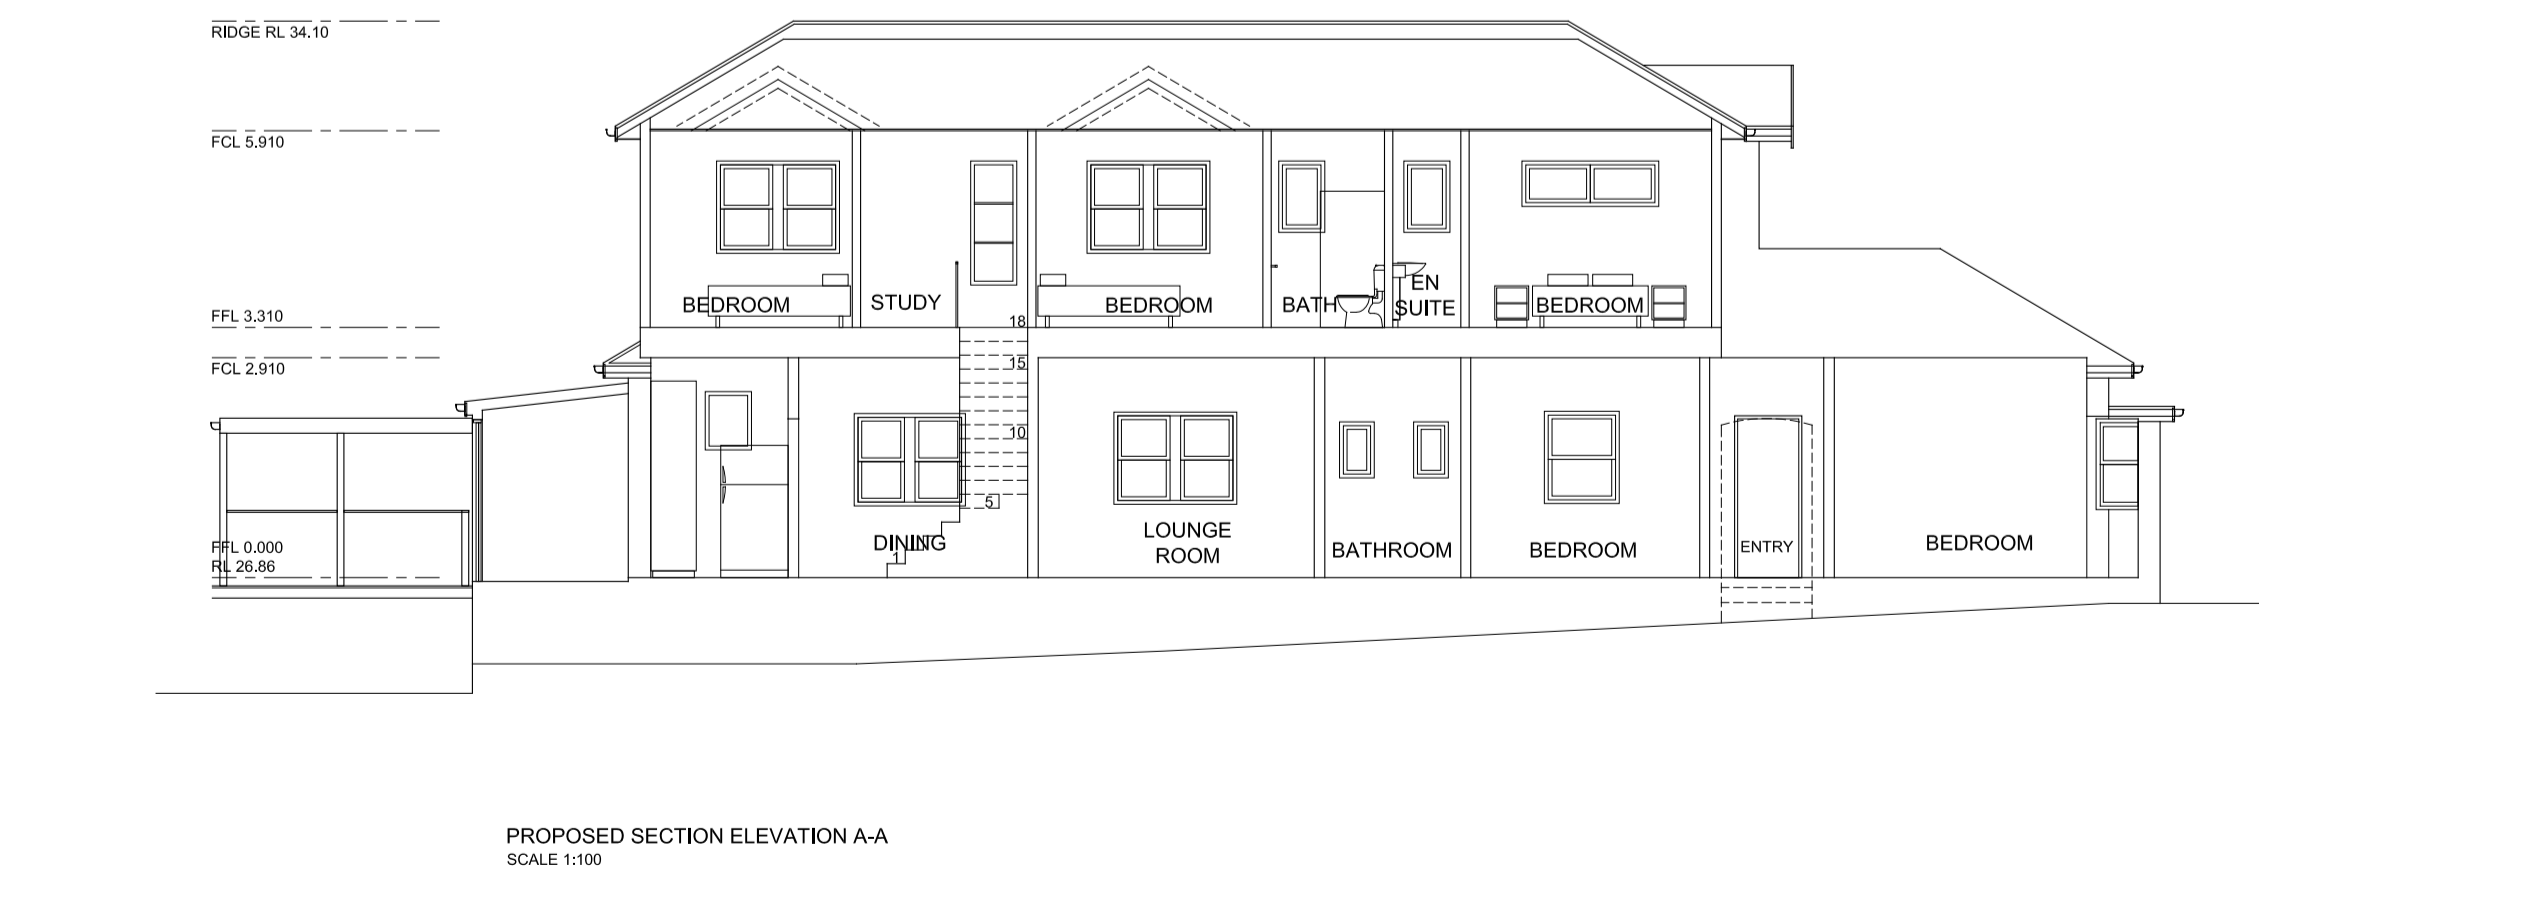 RIDGE RL 34.10
FCL 5.910
BEDROOM
STUDY
BEDROOM
BATH
EN
SUITE
BEDROOM
FFL 3.310
18
FCL 2.910
15
10
5
1
DINING
LOUNGE
ROOM
BATHROOM
BEDROOM
ENTRY
BEDROOM
FFL 0.000
RL 26.86
PROPOSED SECTION ELEVATION A-A
SCALE 1:100